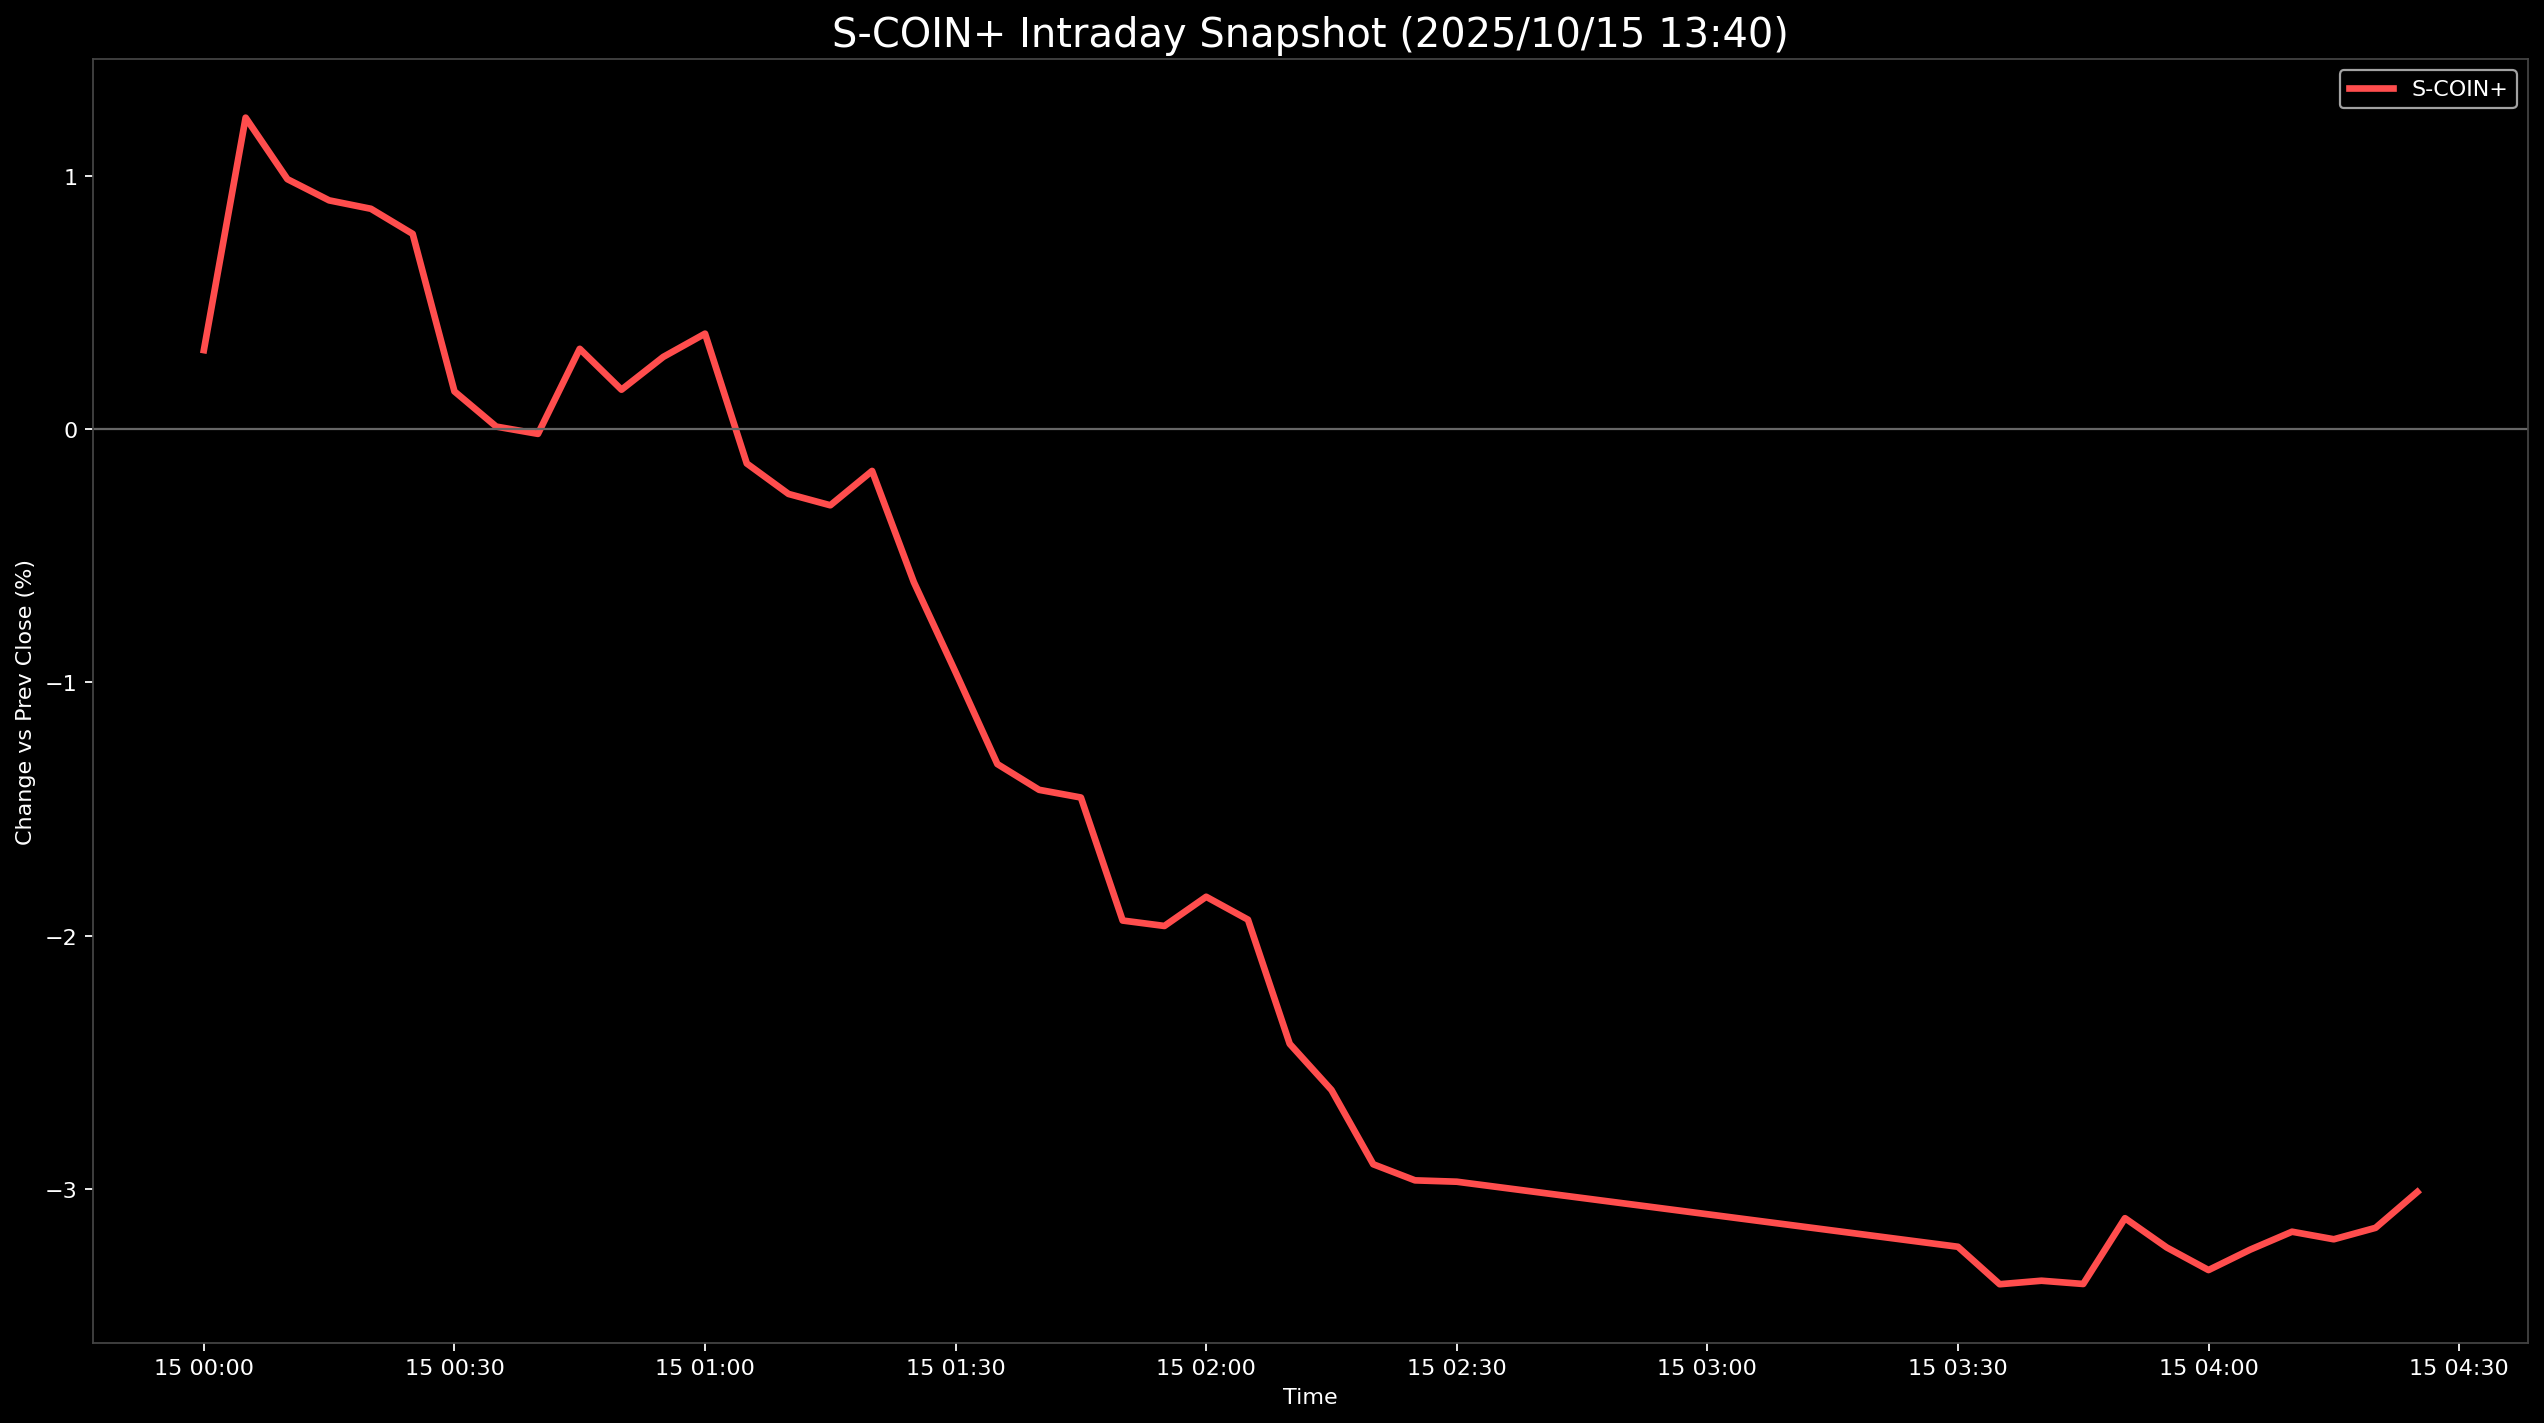 S-COIN+ Intraday Snapshot (2025/10/15 13:40)
S-COIN+
Change vs Prev Close (%)
1
0
−1
−2
−3
15 00:00 15 00:30 15 01:00 15 01:30 15 02:00 15 02:30 15 03:00 15 03:30 15 04:00 15 04:30
Time